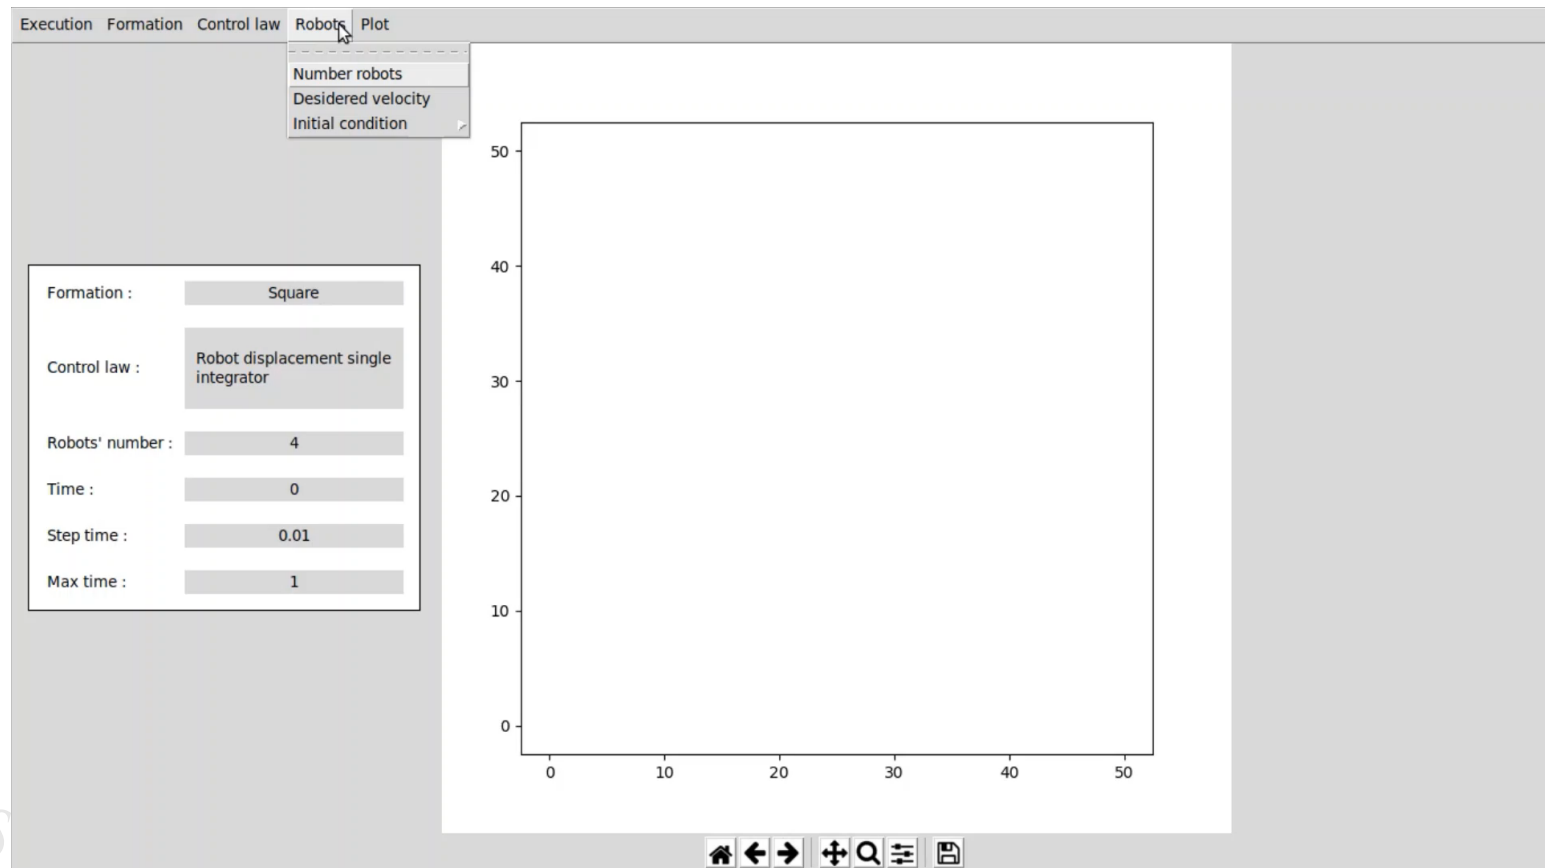 Execution Formation Control law Robots Plot
Number robots
Desidered velocity
Initial condition
Formation : Square
Control law : Robot displacement single
integrator
Robots' number : 4
Time : 0
Step time : 0.01
Max time : 1
50
40
30
20
10
0
0 10 20 30 40 50